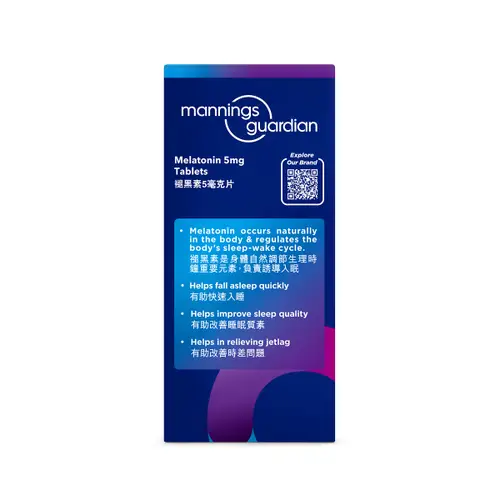 mannings
guardian
Melatonin 5mg
Tablets
褪黑素5毫克片
Explore
Our Brand
• Melatonin occurs naturally
in the body & regulates the
body's sleep-wake cycle.
褪黑素是身體自然調節生理時
鐘重要元素，負責誘導入眠
• Helps fall asleep quickly
有助快速入睡
• Helps improve sleep quality
有助改善睡眠質素
• Helps in relieving jetlag
有助改善時差問題